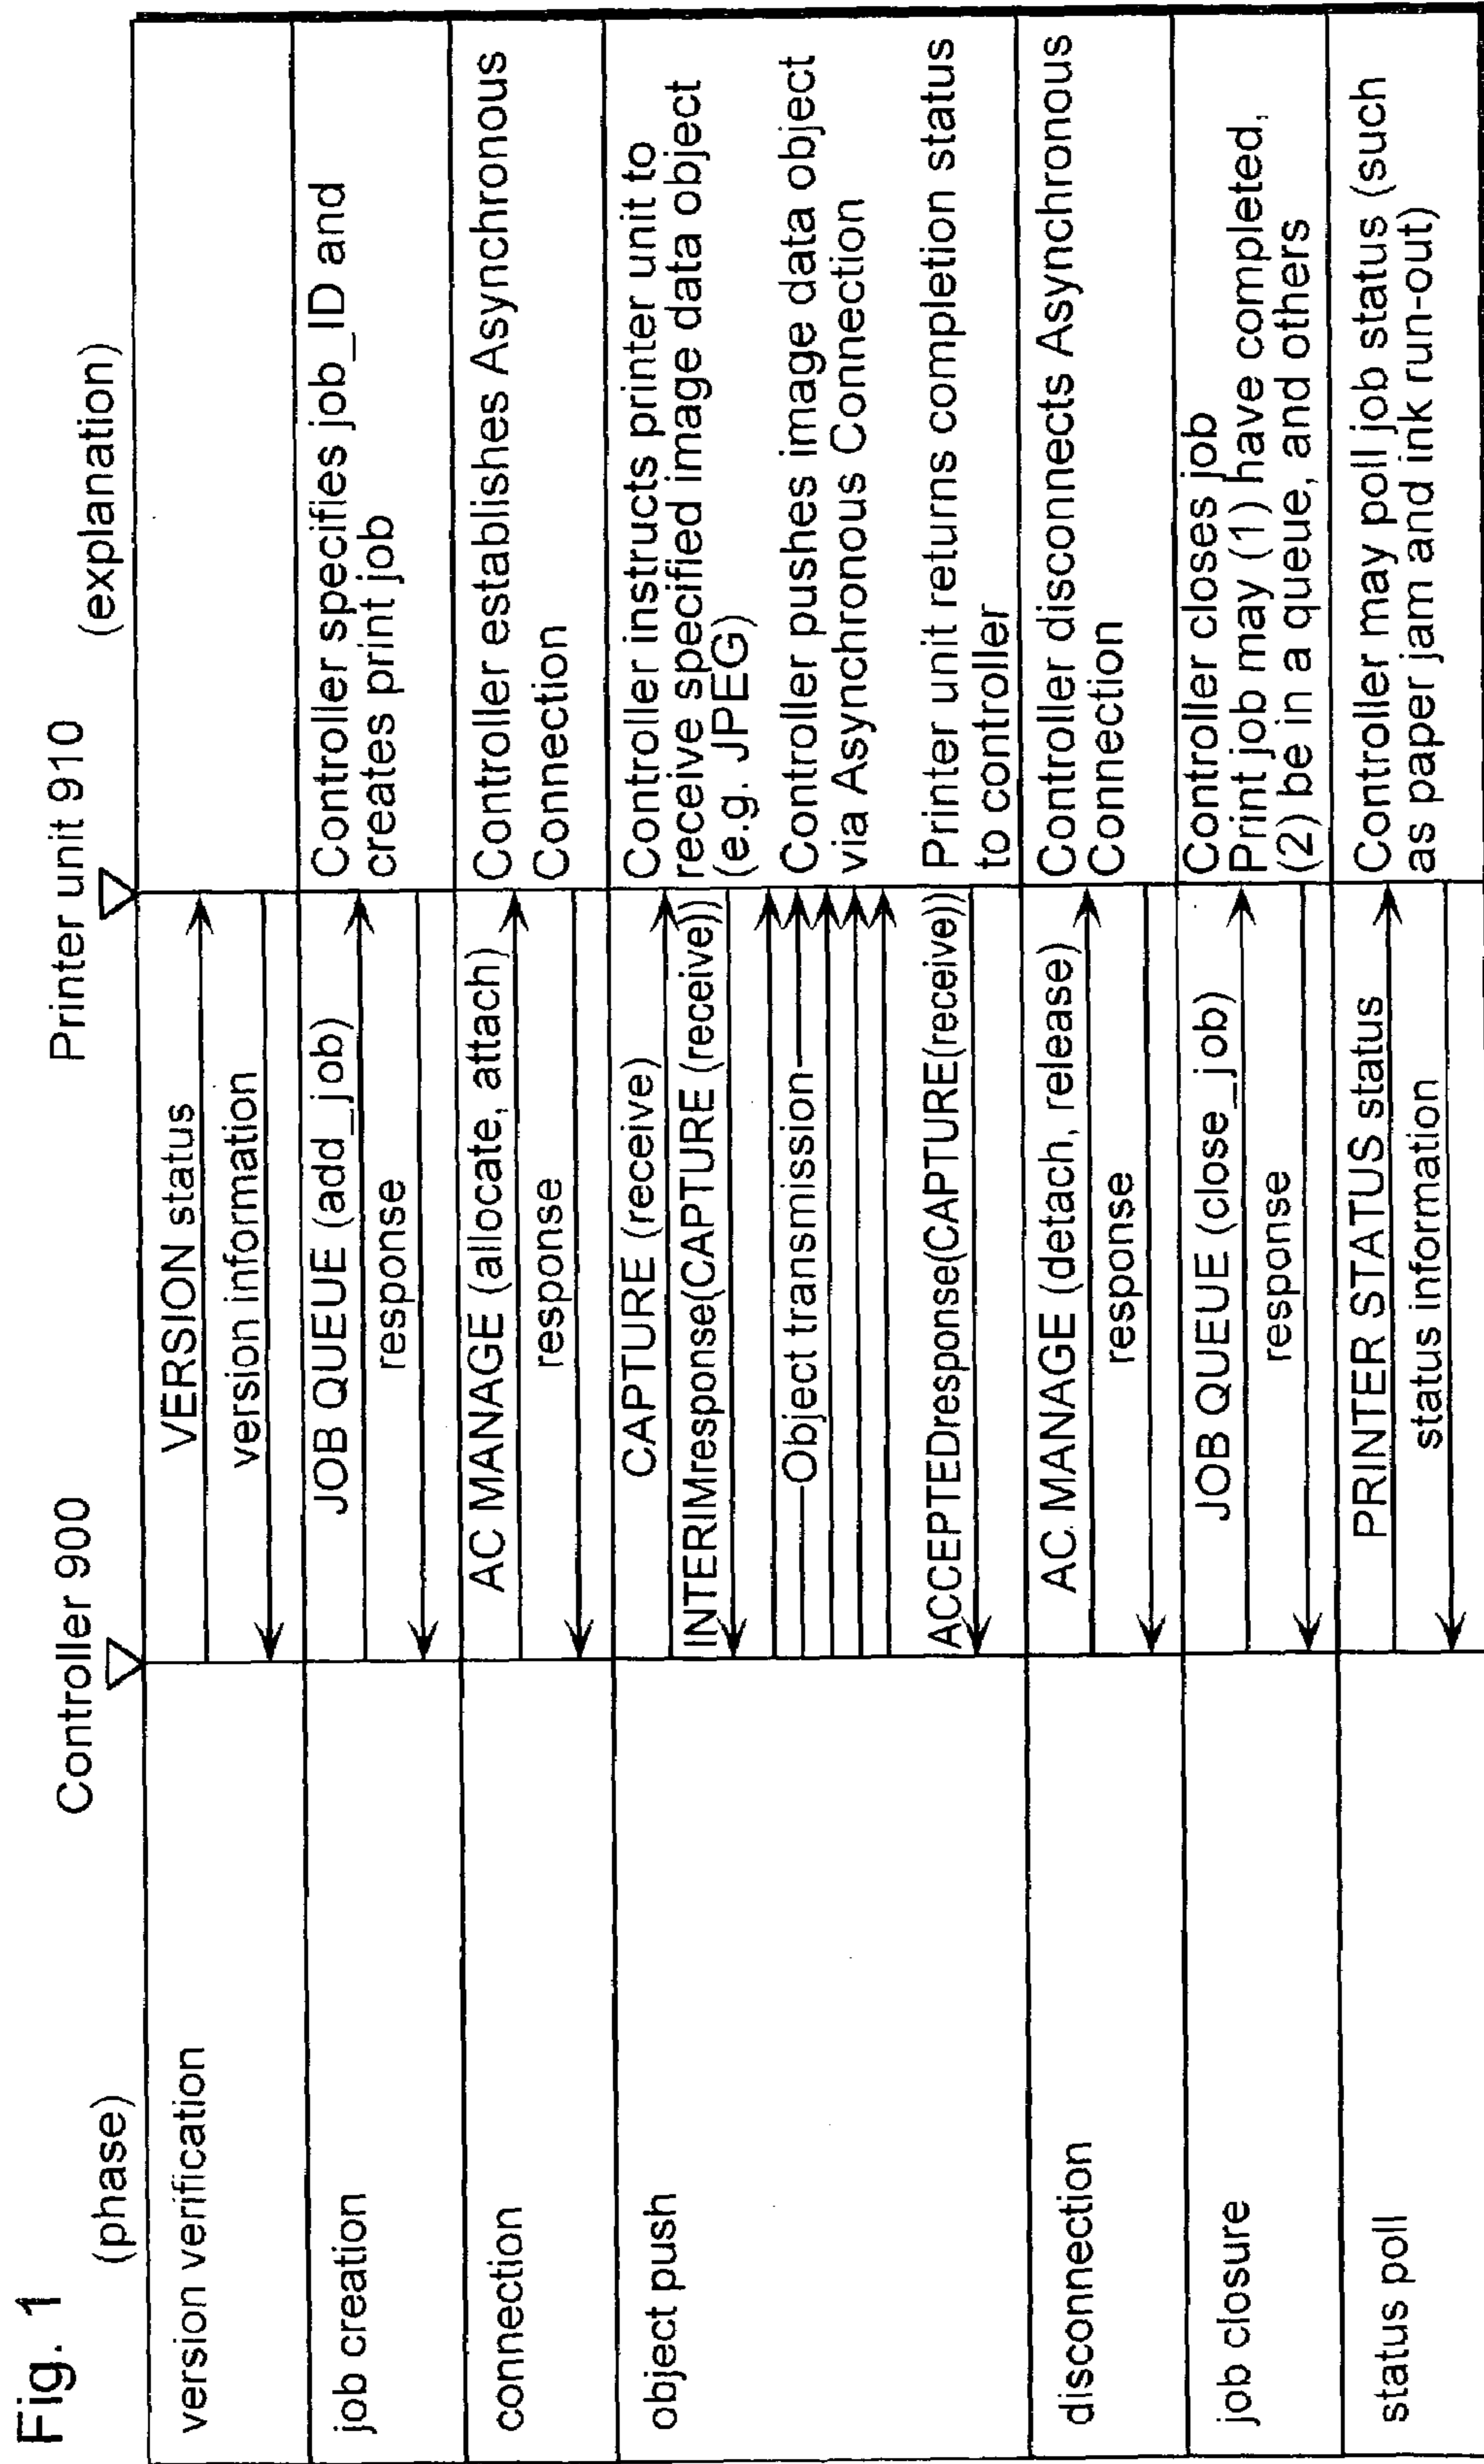 Fig. 1
(phase)
Controller 900
Printer unit 910
(explanation)
version verification
VERSION status
version information
job creation
JOB QUEUE (add_job)
response
Controller specifies job_ID and
creates print job
connection
AC MANAGE (allocate, attach)
response
Controller establishes Asynchronous
Connection
object push
CAPTURE (receive)
INTERIMresponse(CAPTURE (receive))
Object transmission
ACCEPTEDresponse(CAPTURE(receive))
Controller instructs printer unit to
receive specified image data object
(e.g. JPEG)
Controller pushes image data object
via Asynchronous Connection
Printer unit returns completion status
to controller
disconnection
AC MANAGE (detach, release)
response
Controller disconnects Asynchronous
Connection
job closure
JOB QUEUE (close_job)
response
Controller closes job
Print job may (1) have completed,
(2) be in a queue, and others
status poll
PRINTER STATUS status
status information
Controller may poll job status (such
as paper jam and ink run-out)